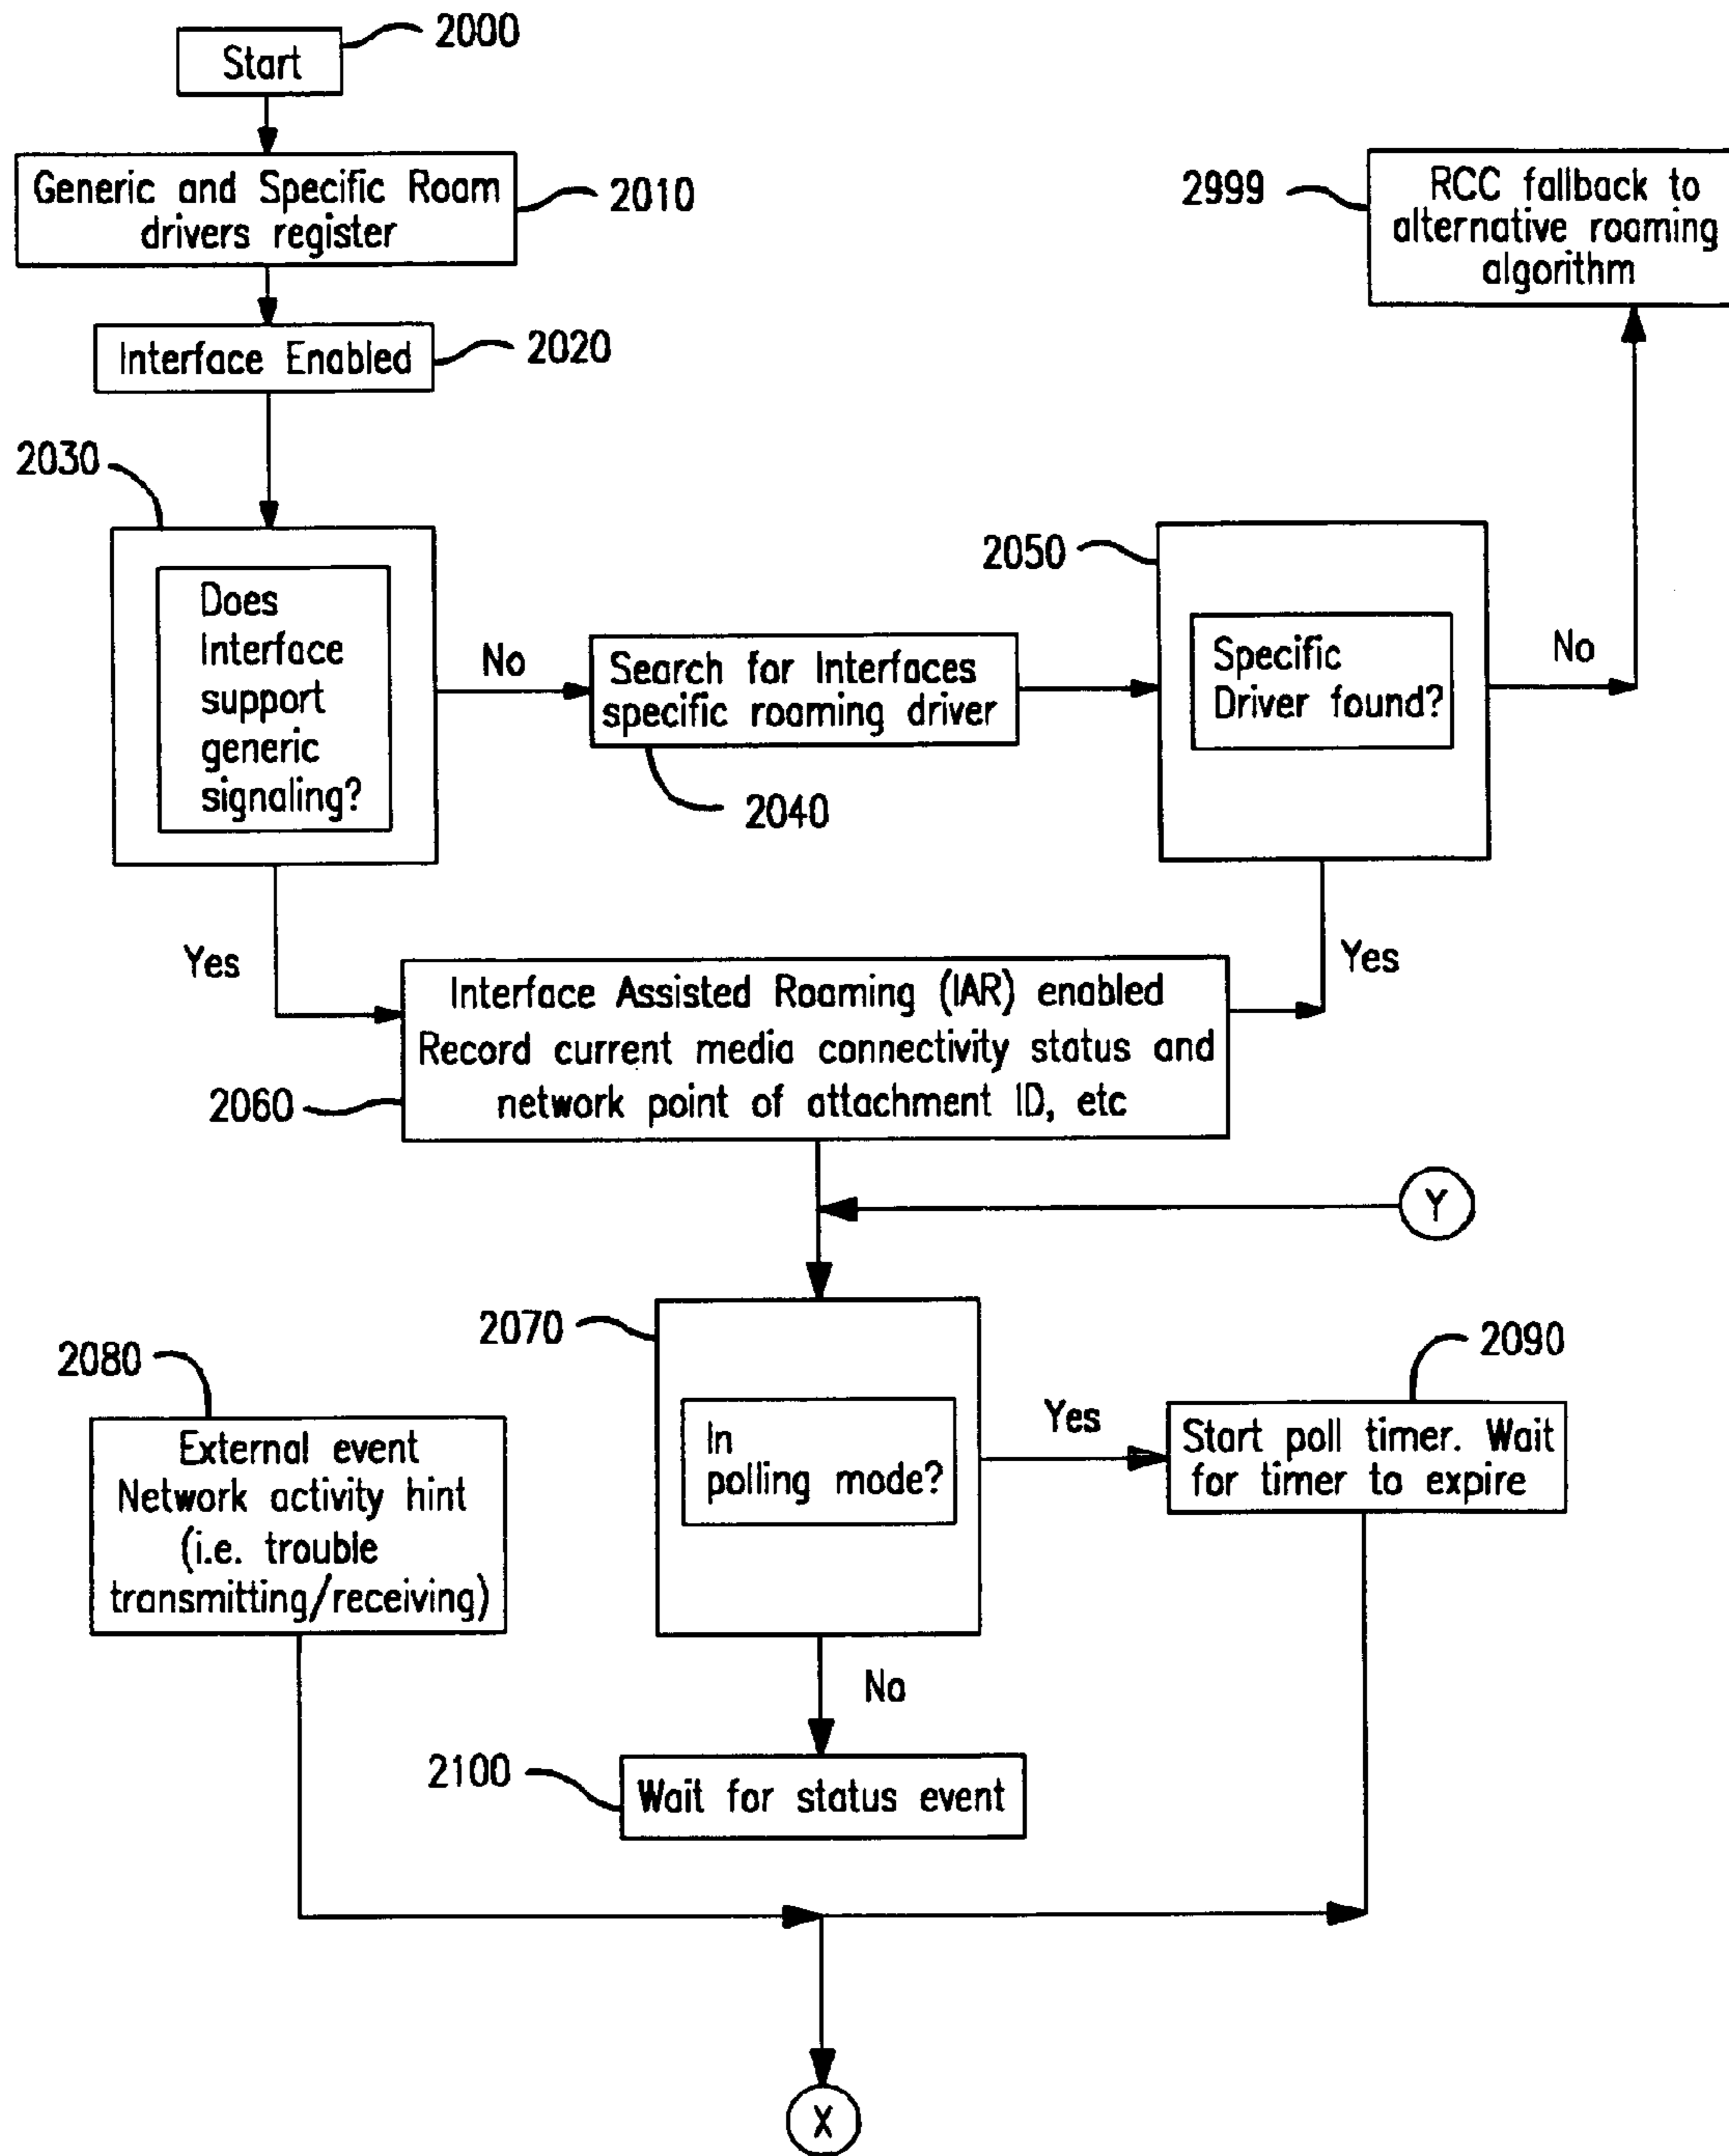 2000
Start
Generic and Specific Roam
drivers register
2010
2999
RCC fallback to
alternative roaming
algorithm
Interface Enabled
2020
2030
Does
Interface
support
generic
signaling?
No
Search for Interfaces
specific roaming driver
2040
2050
Specific
Driver found?
No
Yes
Yes
Interface Assisted Roaming (IAR) enabled
Record current media connectivity status and
network point of attachment ID, etc
2060
Y
2070
In
polling mode?
Yes
2090
Start poll timer. Wait
for timer to expire
2080
External event
Network activity hint
(i.e. trouble
transmitting/receiving)
No
2100
Wait for status event
X